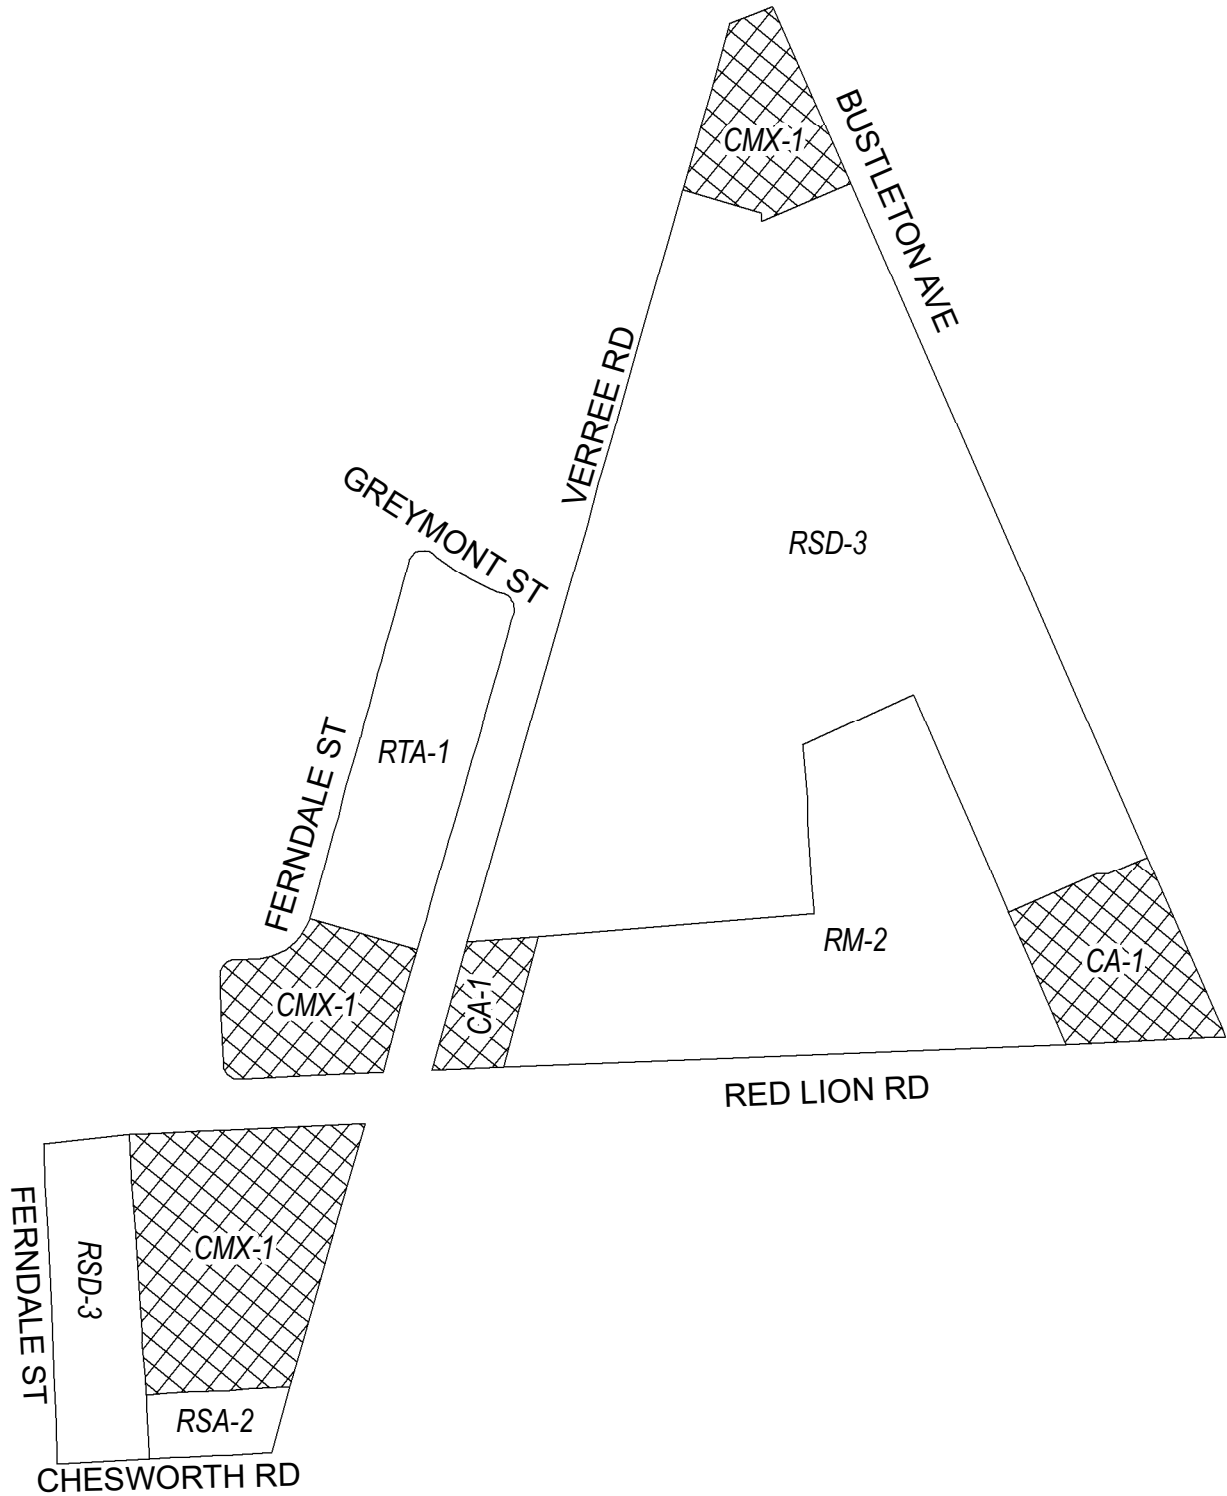 CMX-1
BUSTLETON AVE
VERREE RD
GREYMONT ST
RSD-3
FERNDALE ST
RTA-1
RM-2
CA-1
CMX-1
CA-1
RED LION RD
FERNDALE ST
RSD-3
CMX-1
RSA-2
CHESWORTH RD